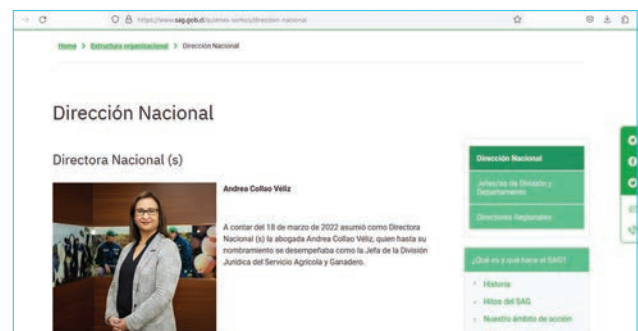 https://www.sag.gob.cl/quienes-somos/direccion-nacional
Home > Estructura organizacional > Dirección Nacional
Dirección Nacional
Directora Nacional (s)
Andrea Collao Véliz
A contar del 18 de marzo de 2022 asumió como Directora
Nacional (s) la abogada Andrea Collao Véliz, quien hasta su
nombramiento se desempeñaba como la Jefa de la División
Jurídica del Servicio Agrícola y Ganadero.
Dirección Nacional
Jefes/as de División y
Departamento
Directores Regionales
¿Qué es y qué hace el SAG?
Historia
Hitos del SAG
Nuestro ámbito de acción